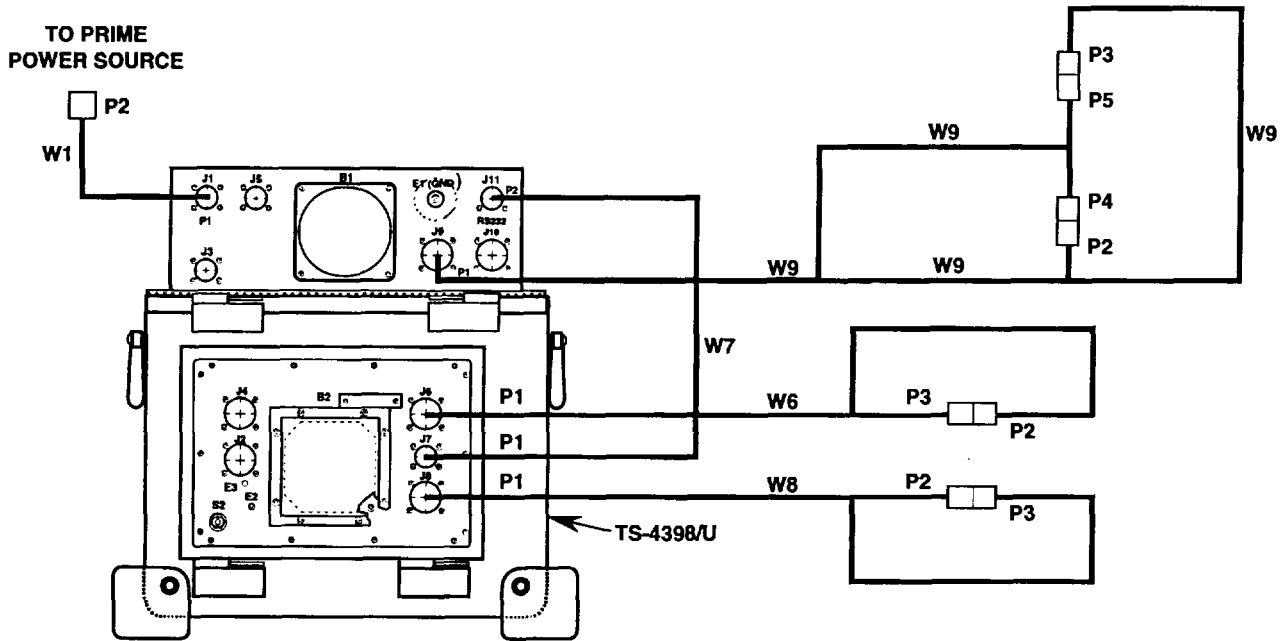 TO PRIME
POWER SOURCE
P2
W1
P3
P5
W9
W9
P4
P2
J1
J5
B1
E1 (GND)
J11
P2
P1
RS232
J9
J10
J3
P1
W9
W9
W7
J4
B2
J6
P1
W6
P3
P2
J2
J7
P1
E3
E2
J8
P1
W8
P2
P3
S2
TS-4398/U